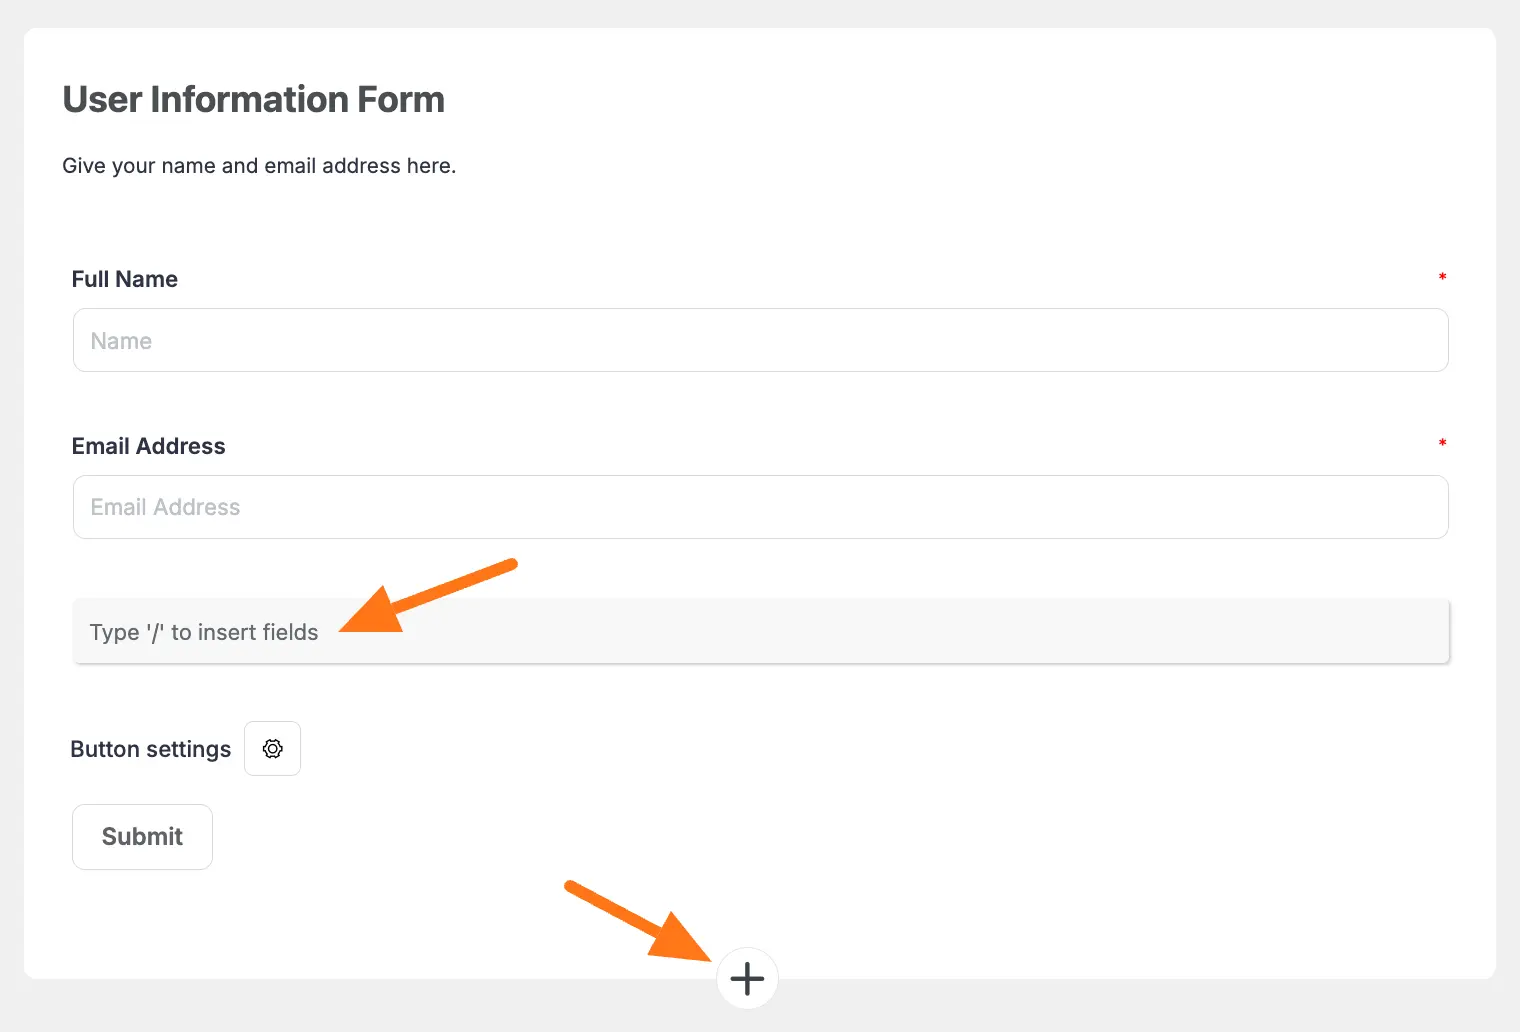 User Information Form
Give your name and email address here.
Full Name *
Name
Email Address *
Email Address
Type '/' to insert fields
Button settings
Submit